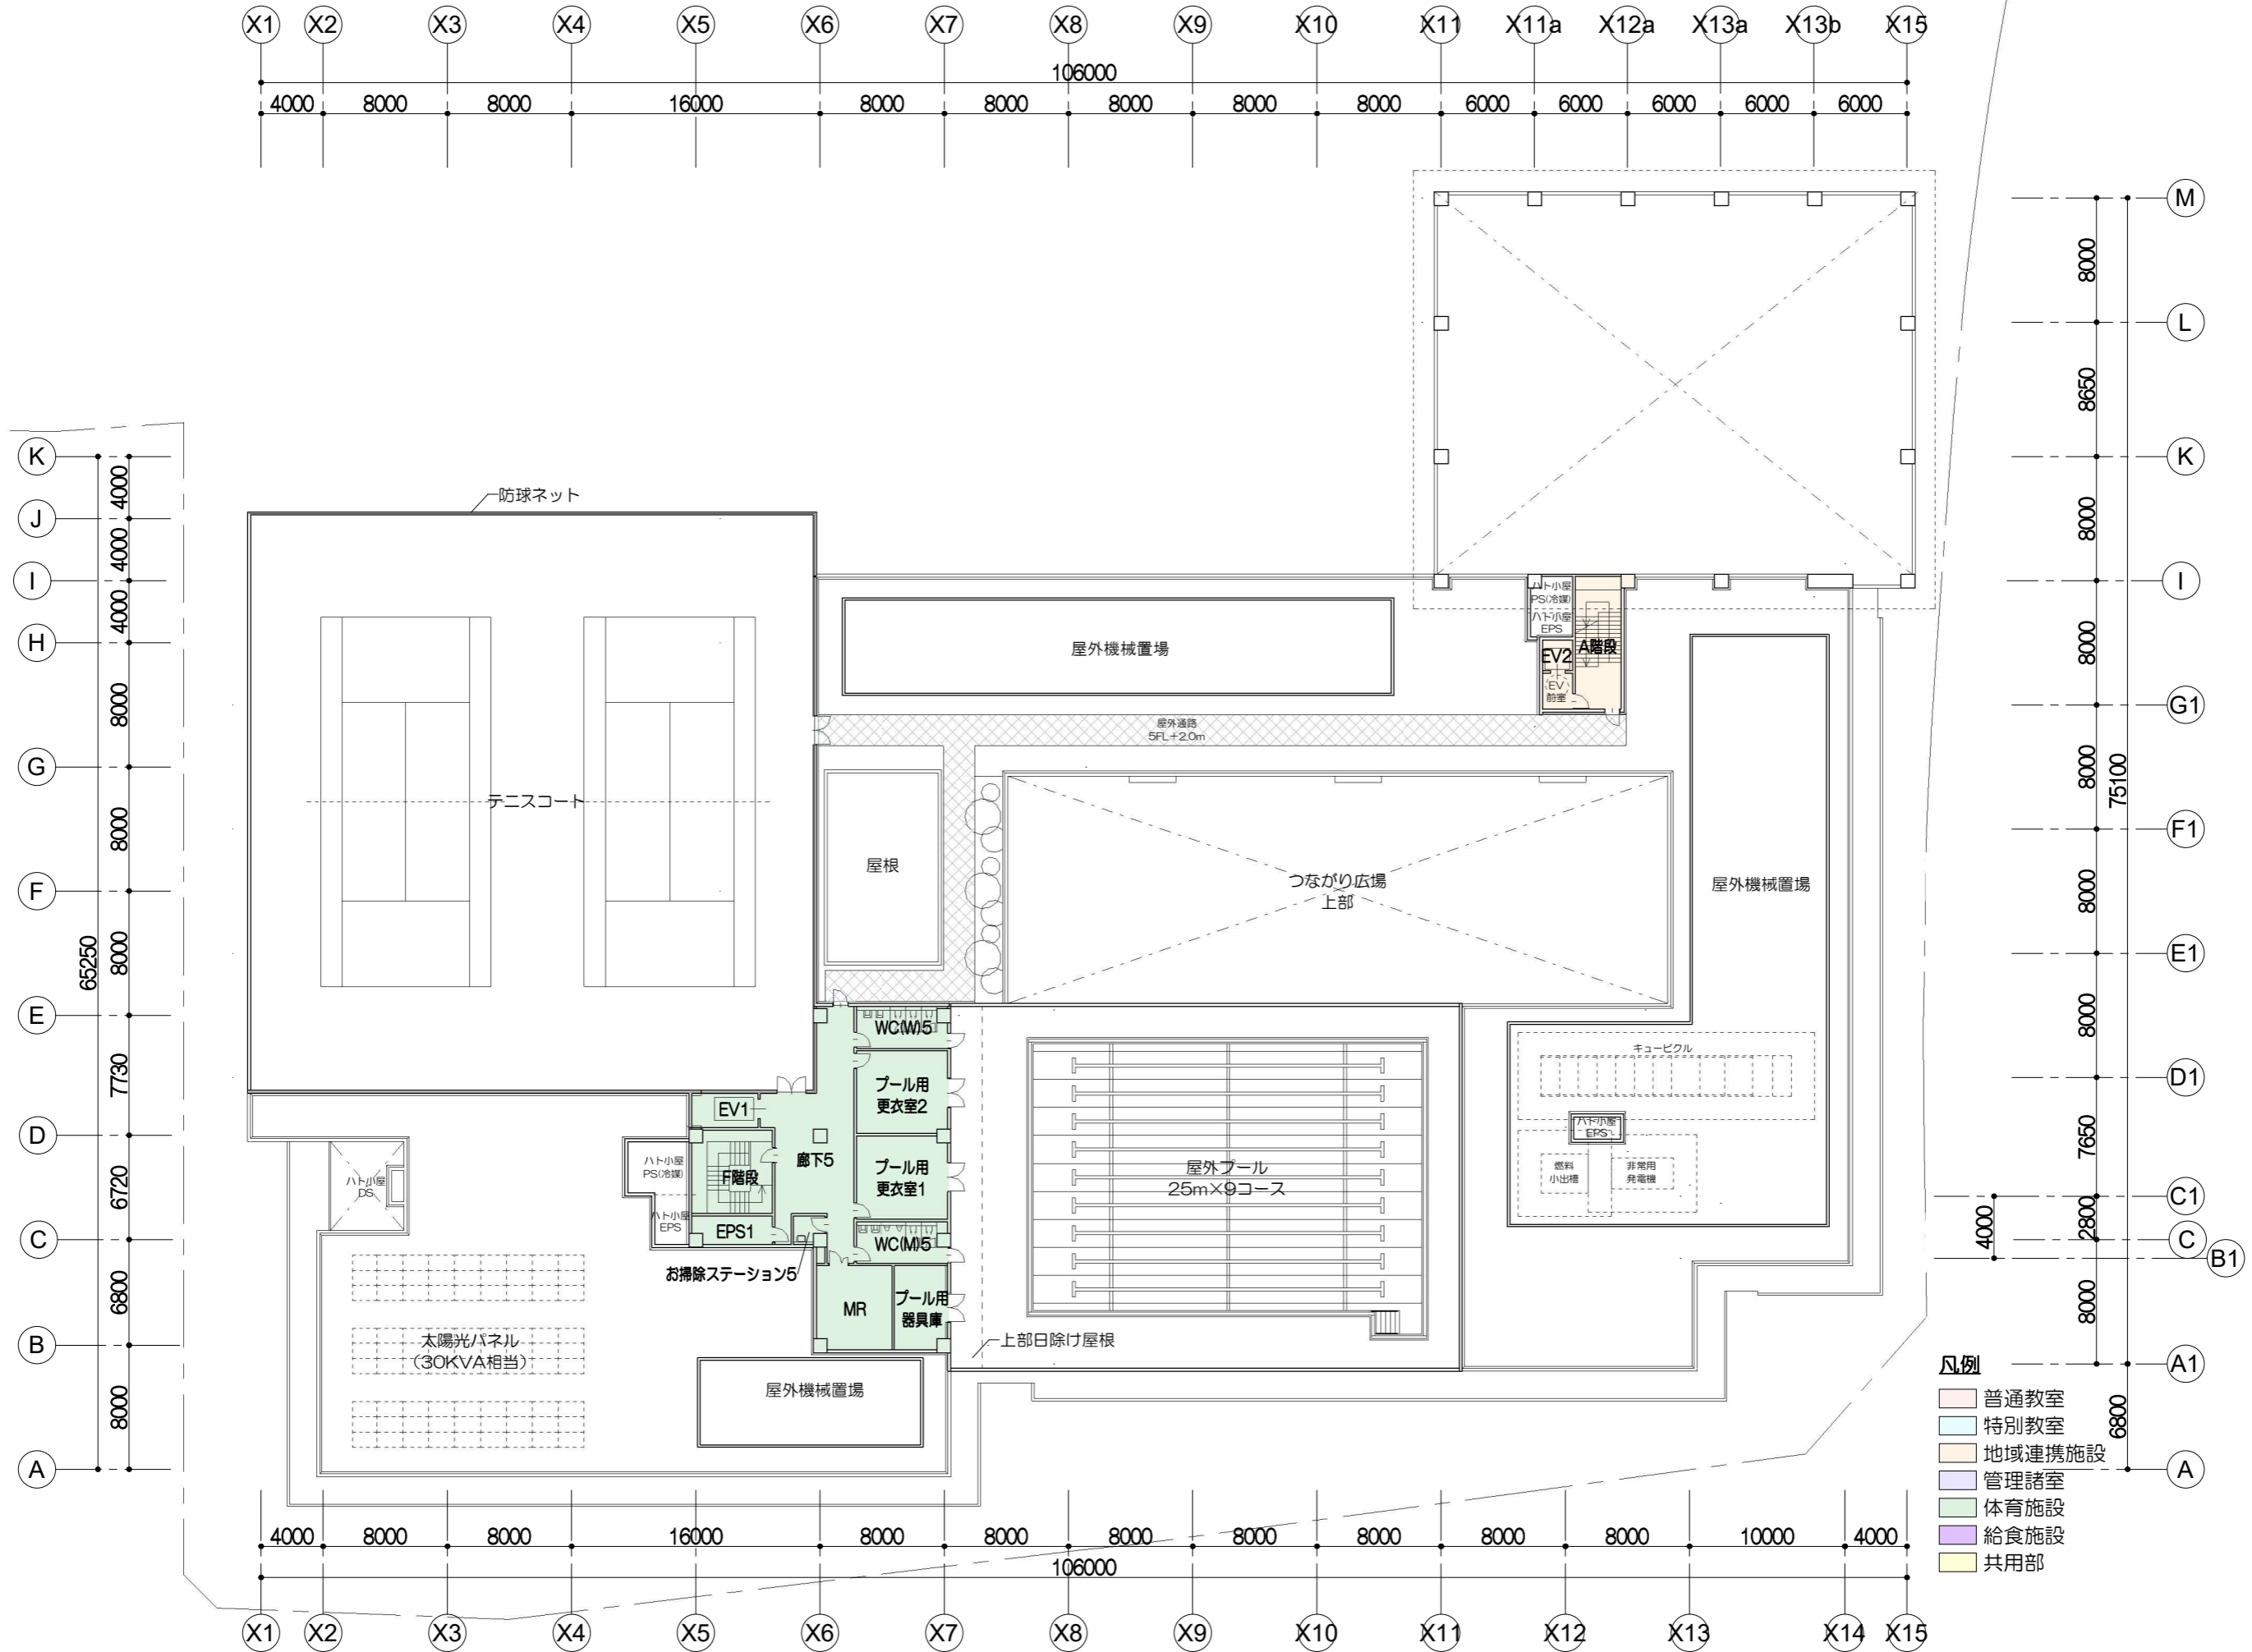 X1 X2 X3 X4 X5 X6 X7 X8 X9 X10 X11 X11a X12a X13a X13b X15
106000
4000 8000 8000 16000 8000 8000 8000 8000 8000 6000 6000 6000 6000 6000
M
8000
L
8650
K
K
4000
防球ネット
J
4000
8000
I
I
4000
ハト小屋
PS(冷媒)
ハト小屋
EPS
H
屋外機械置場
A階段
8000
EV2
EV
前室
8000
G1
屋外通路
5FL+2.0m
G
8000
75100
テニスコート
8000
F1
屋根
つながり広場
上部
屋外機械置場
F
8000
65250
8000
E1
E
8000
WC(W)5
キュービクル
7730
D1
プール用
更衣室2
EV1
ハト小屋
EPS
D
7650
廊下5
ハト小屋
PS(冷媒)
F階段
プール用
更衣室1
屋外プール
25m×9コース
燃料
小出槽
非常用
発電機
ハト小屋
DS
6720
C1
ハト小屋
EPS
EPS1
2800
4000
C
WC(M)5
C
B1
お掃除ステーション5
6800
MR
プール用
器具庫
8000
太陽光パネル
(30KVA相当)
B
上部日除け屋根
A1
屋外機械置場
8000
6800
A
A
凡例
普通教室
特別教室
地域連携施設
管理諸室
体育施設
給食施設
共用部
4000 8000 8000 16000 8000 8000 8000 8000 8000 8000 8000 10000 4000
106000
X1 X2 X3 X4 X5 X6 X7 X8 X9 X10 X11 X12 X13 X14 X15